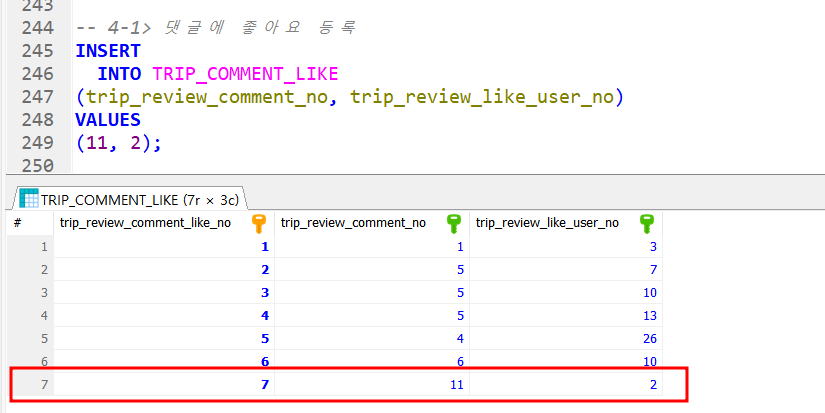 243
244 -- 4-1> 댓글에 좋아요 등록
245 INSERT
246 INTO TRIP_COMMENT_LIKE
247 (trip_review_comment_no, trip_review_like_user_no)
248 VALUES
249 (11, 2);
250
TRIP_COMMENT_LIKE (7r × 3c)
# trip_review_comment_like_no trip_review_comment_no trip_review_like_user_no
1 1 1 3
2 2 5 7
3 3 5 10
4 4 5 13
5 5 4 26
6 6 6 10
7 7 11 2